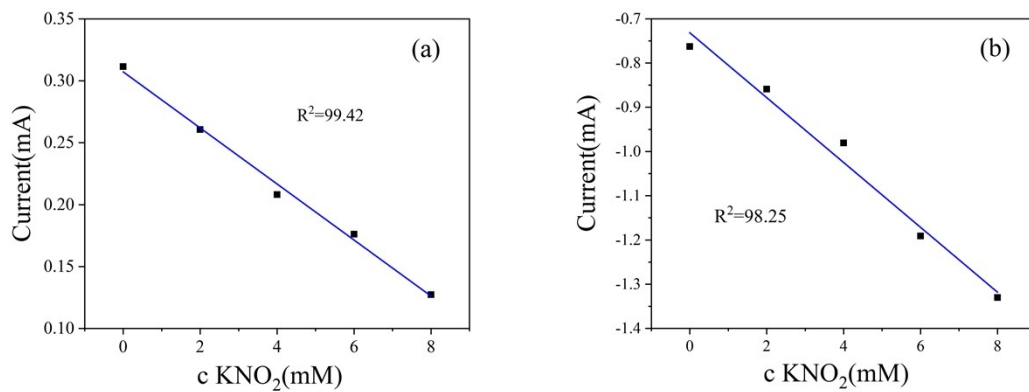 (a)
0.35
0.30
0.25
0.20
0.15
0.10
Current(mA)
R²=99.42
0 2 4 6 8
c KNO₂(mM)
(b)
-0.7
-0.8
-0.9
-1.0
-1.1
-1.2
-1.3
-1.4
Current(mA)
R²=98.25
0 2 4 6 8
c KNO₂(mM)